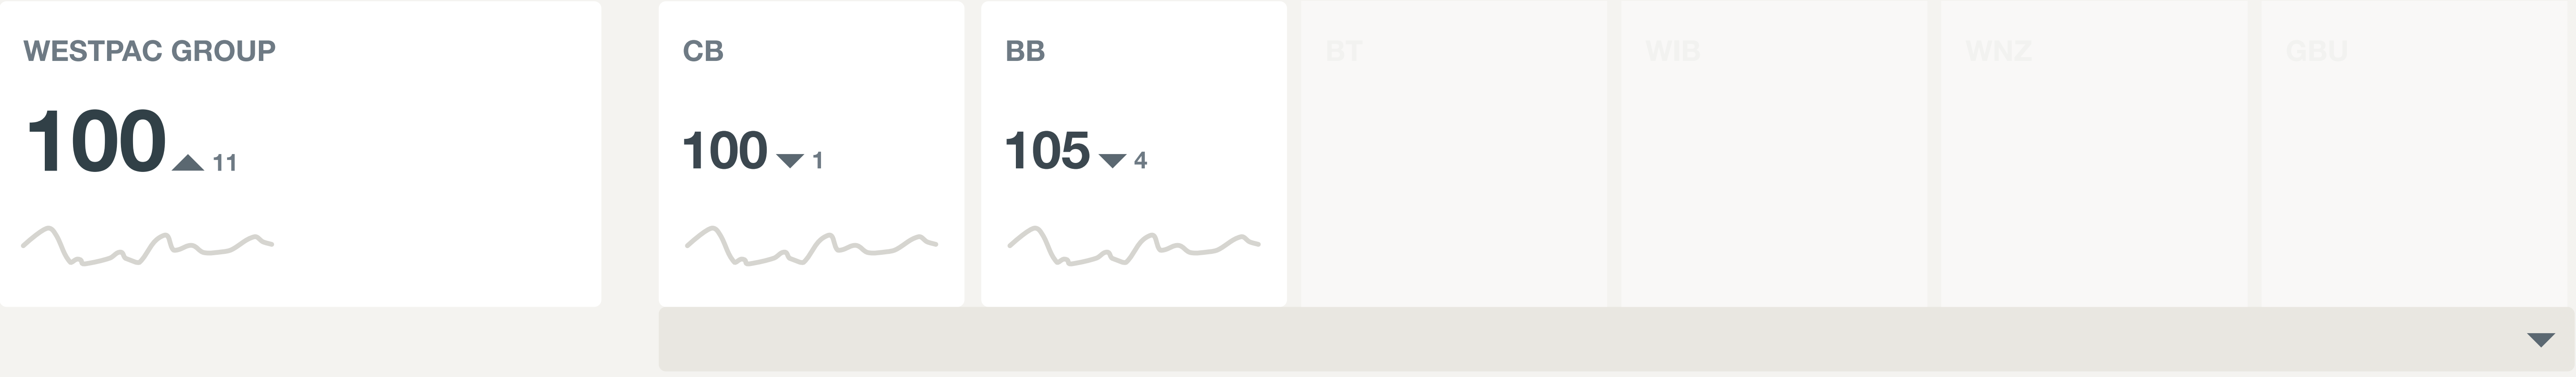 WESTPAC GROUP
100 ▲ 11
CB
100 ▼ 1
BB
105 ▼ 4
BT
WIB
WNZ
GBU